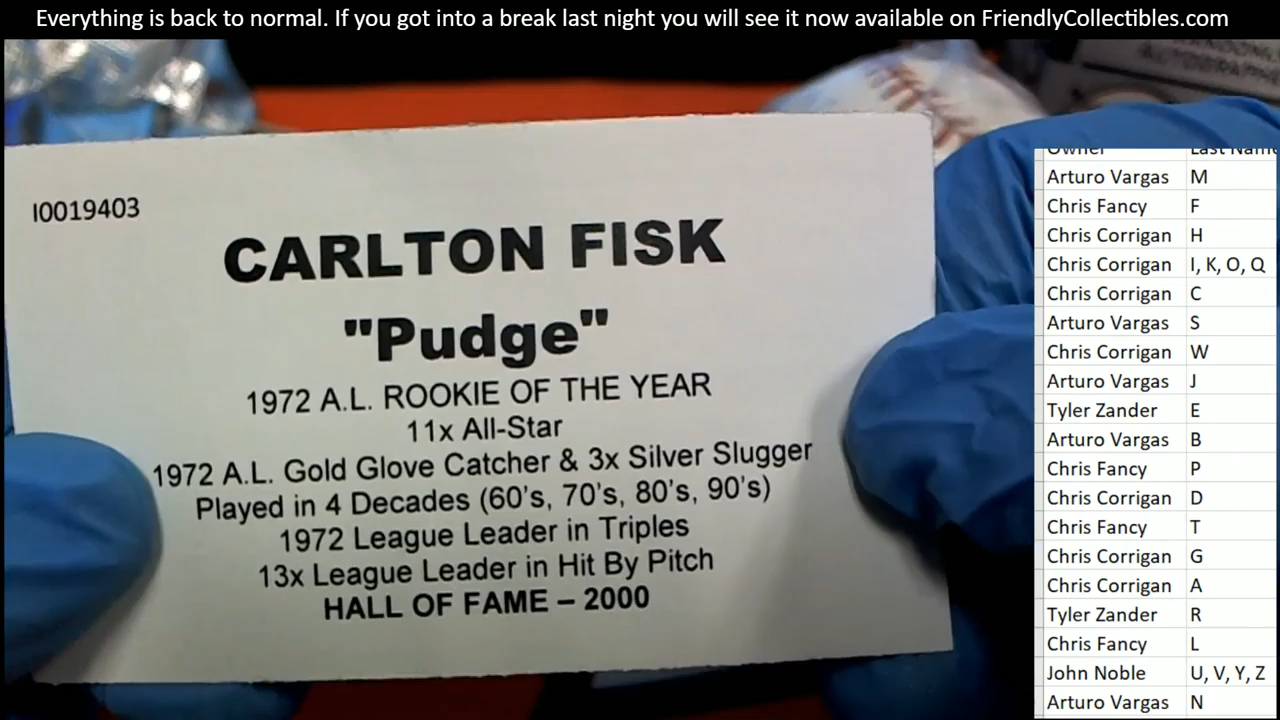 Everything is back to normal. If you got into a break last night you will see it now available on FriendlyCollectibles.com
I0019403
CARLTON FISK
"Pudge"
1972 A.L. ROOKIE OF THE YEAR
11x All-Star
1972 A.L. Gold Glove Catcher & 3x Silver Slugger
Played in 4 Decades (60's, 70's, 80's, 90's)
1972 League Leader in Triples
13x League Leader in Hit By Pitch
HALL OF FAME – 2000
Owner Last Name
Arturo Vargas M
Chris Fancy F
Chris Corrigan H
Chris Corrigan I, K, O, Q
Chris Corrigan C
Arturo Vargas S
Chris Corrigan W
Arturo Vargas J
Tyler Zander E
Arturo Vargas B
Chris Fancy P
Chris Corrigan D
Chris Fancy T
Chris Corrigan G
Chris Corrigan A
Tyler Zander R
Chris Fancy L
John Noble U, V, Y, Z
Arturo Vargas N